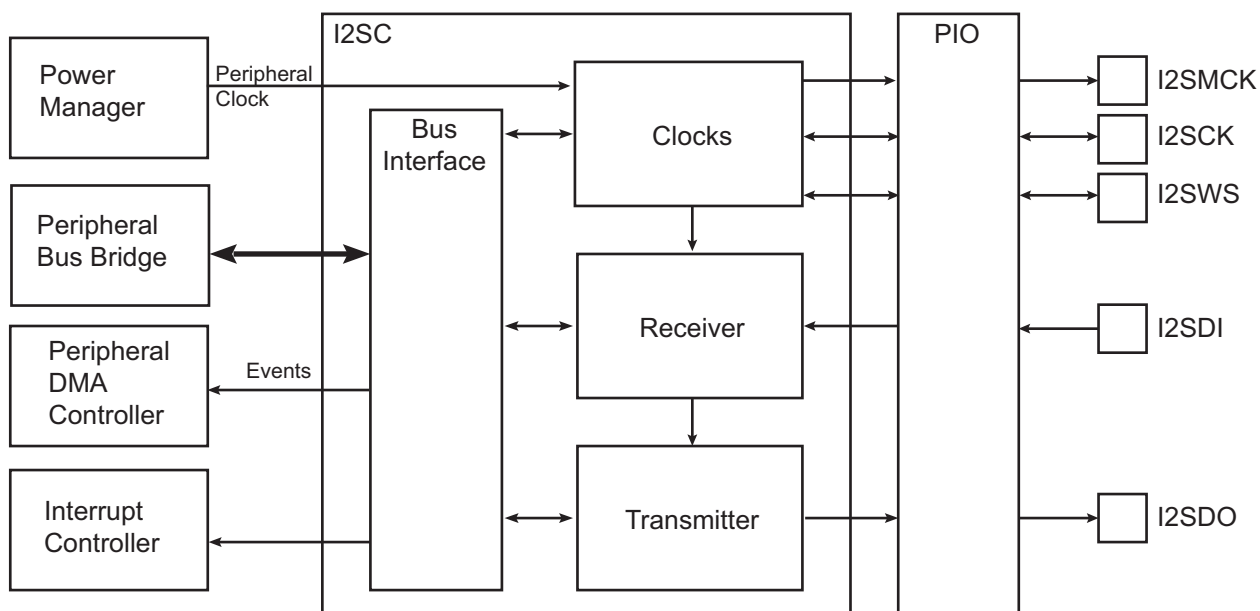 I2SC
PIO
Power
Manager
Peripheral
Clock
Bus
Interface
Clocks
I2SMCK
I2SCK
I2SWS
Peripheral
Bus Bridge
Receiver
I2SDI
Peripheral
DMA
Controller
Events
Interrupt
Controller
Transmitter
I2SDO